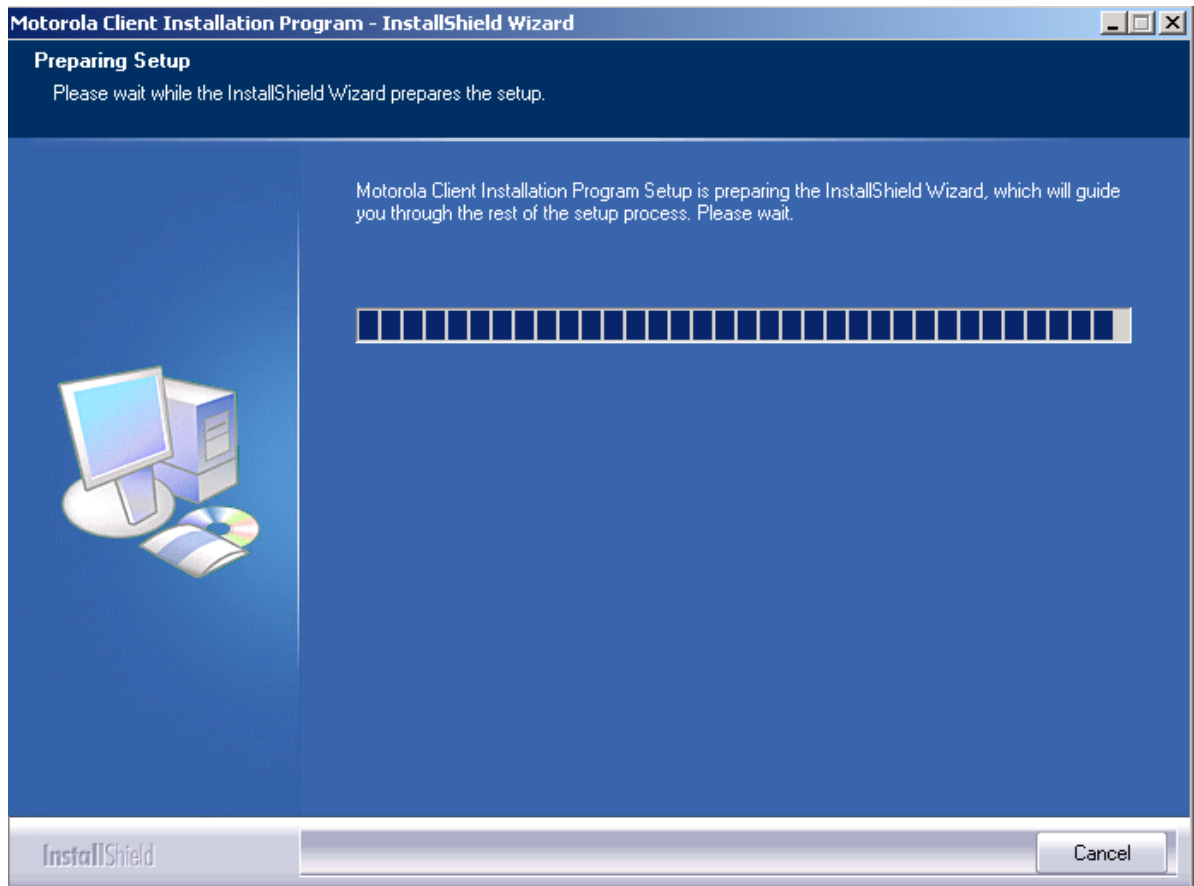 Motorola Client Installation Program - InstallShield Wizard
Preparing Setup
Please wait while the InstallShield Wizard prepares the setup.
Motorola Client Installation Program Setup is preparing the InstallShield Wizard, which will guide
you through the rest of the setup process. Please wait.
InstallShield
Cancel